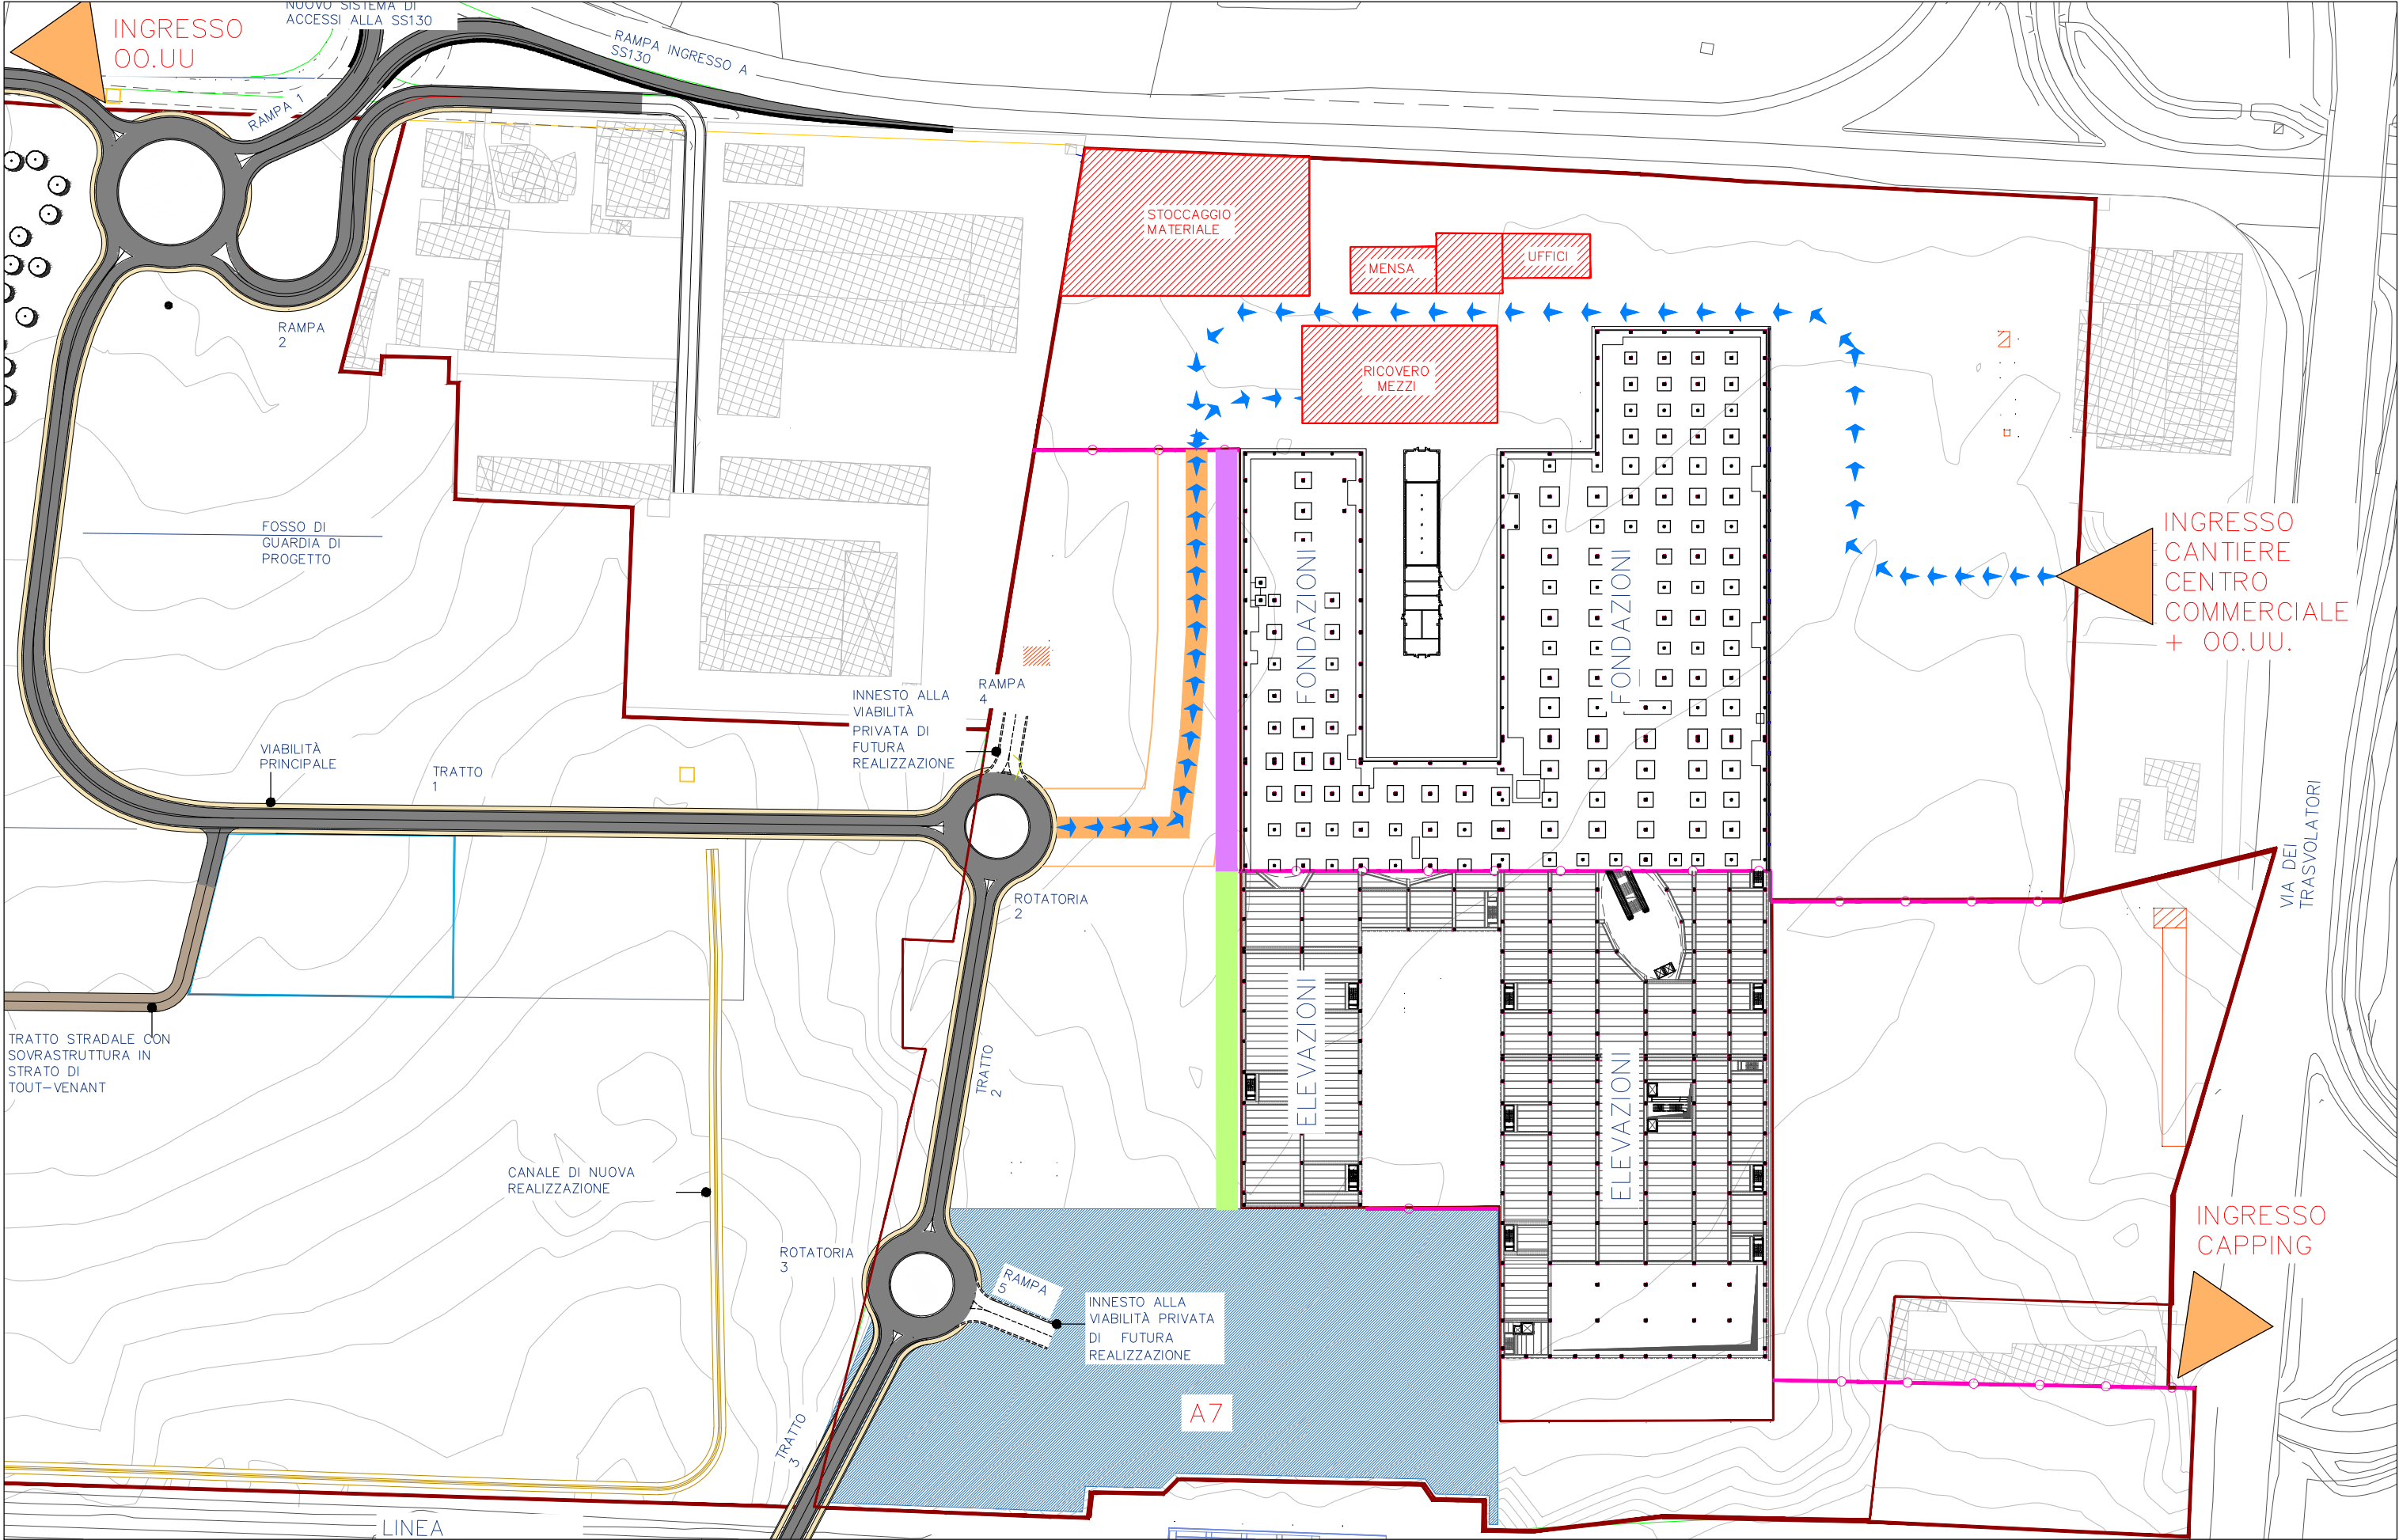 NUOVO SISTEMA DI
ACCESSI ALLA SS130
INGRESSO
OO.UU
RAMPA INGRESSO A
SS130
RAMPA 1
RAMPA
2
STOCCAGGIO
MATERIALE
MENSA
UFFICI
RICOVERO
MEZZI
FOSSO DI
GUARDIA DI
PROGETTO
INGRESSO
CANTIERE
CENTRO
COMMERCIALE
+ OO.UU.
FONDAZIONI
FONDAZIONI
INNESTO ALLA
VIABILITÀ
PRIVATA DI
FUTURA
REALIZZAZIONE
RAMPA
4
VIABILITÀ
PRINCIPALE
TRATTO
1
ROTATORIA
2
VIA DEI
TRASVOLATORI
TRATTO STRADALE CON
SOVRASTRUTTURA IN
STRATO DI
TOUT-VENANT
TRATTO
2
ELEVAZIONI
ELEVAZIONI
CANALE DI NUOVA
REALIZZAZIONE
ROTATORIA
3
RAMPA
5
INNESTO ALLA
VIABILITÀ PRIVATA
DI FUTURA
REALIZZAZIONE
INGRESSO
CAPPING
A7
TRATTO
3
LINEA